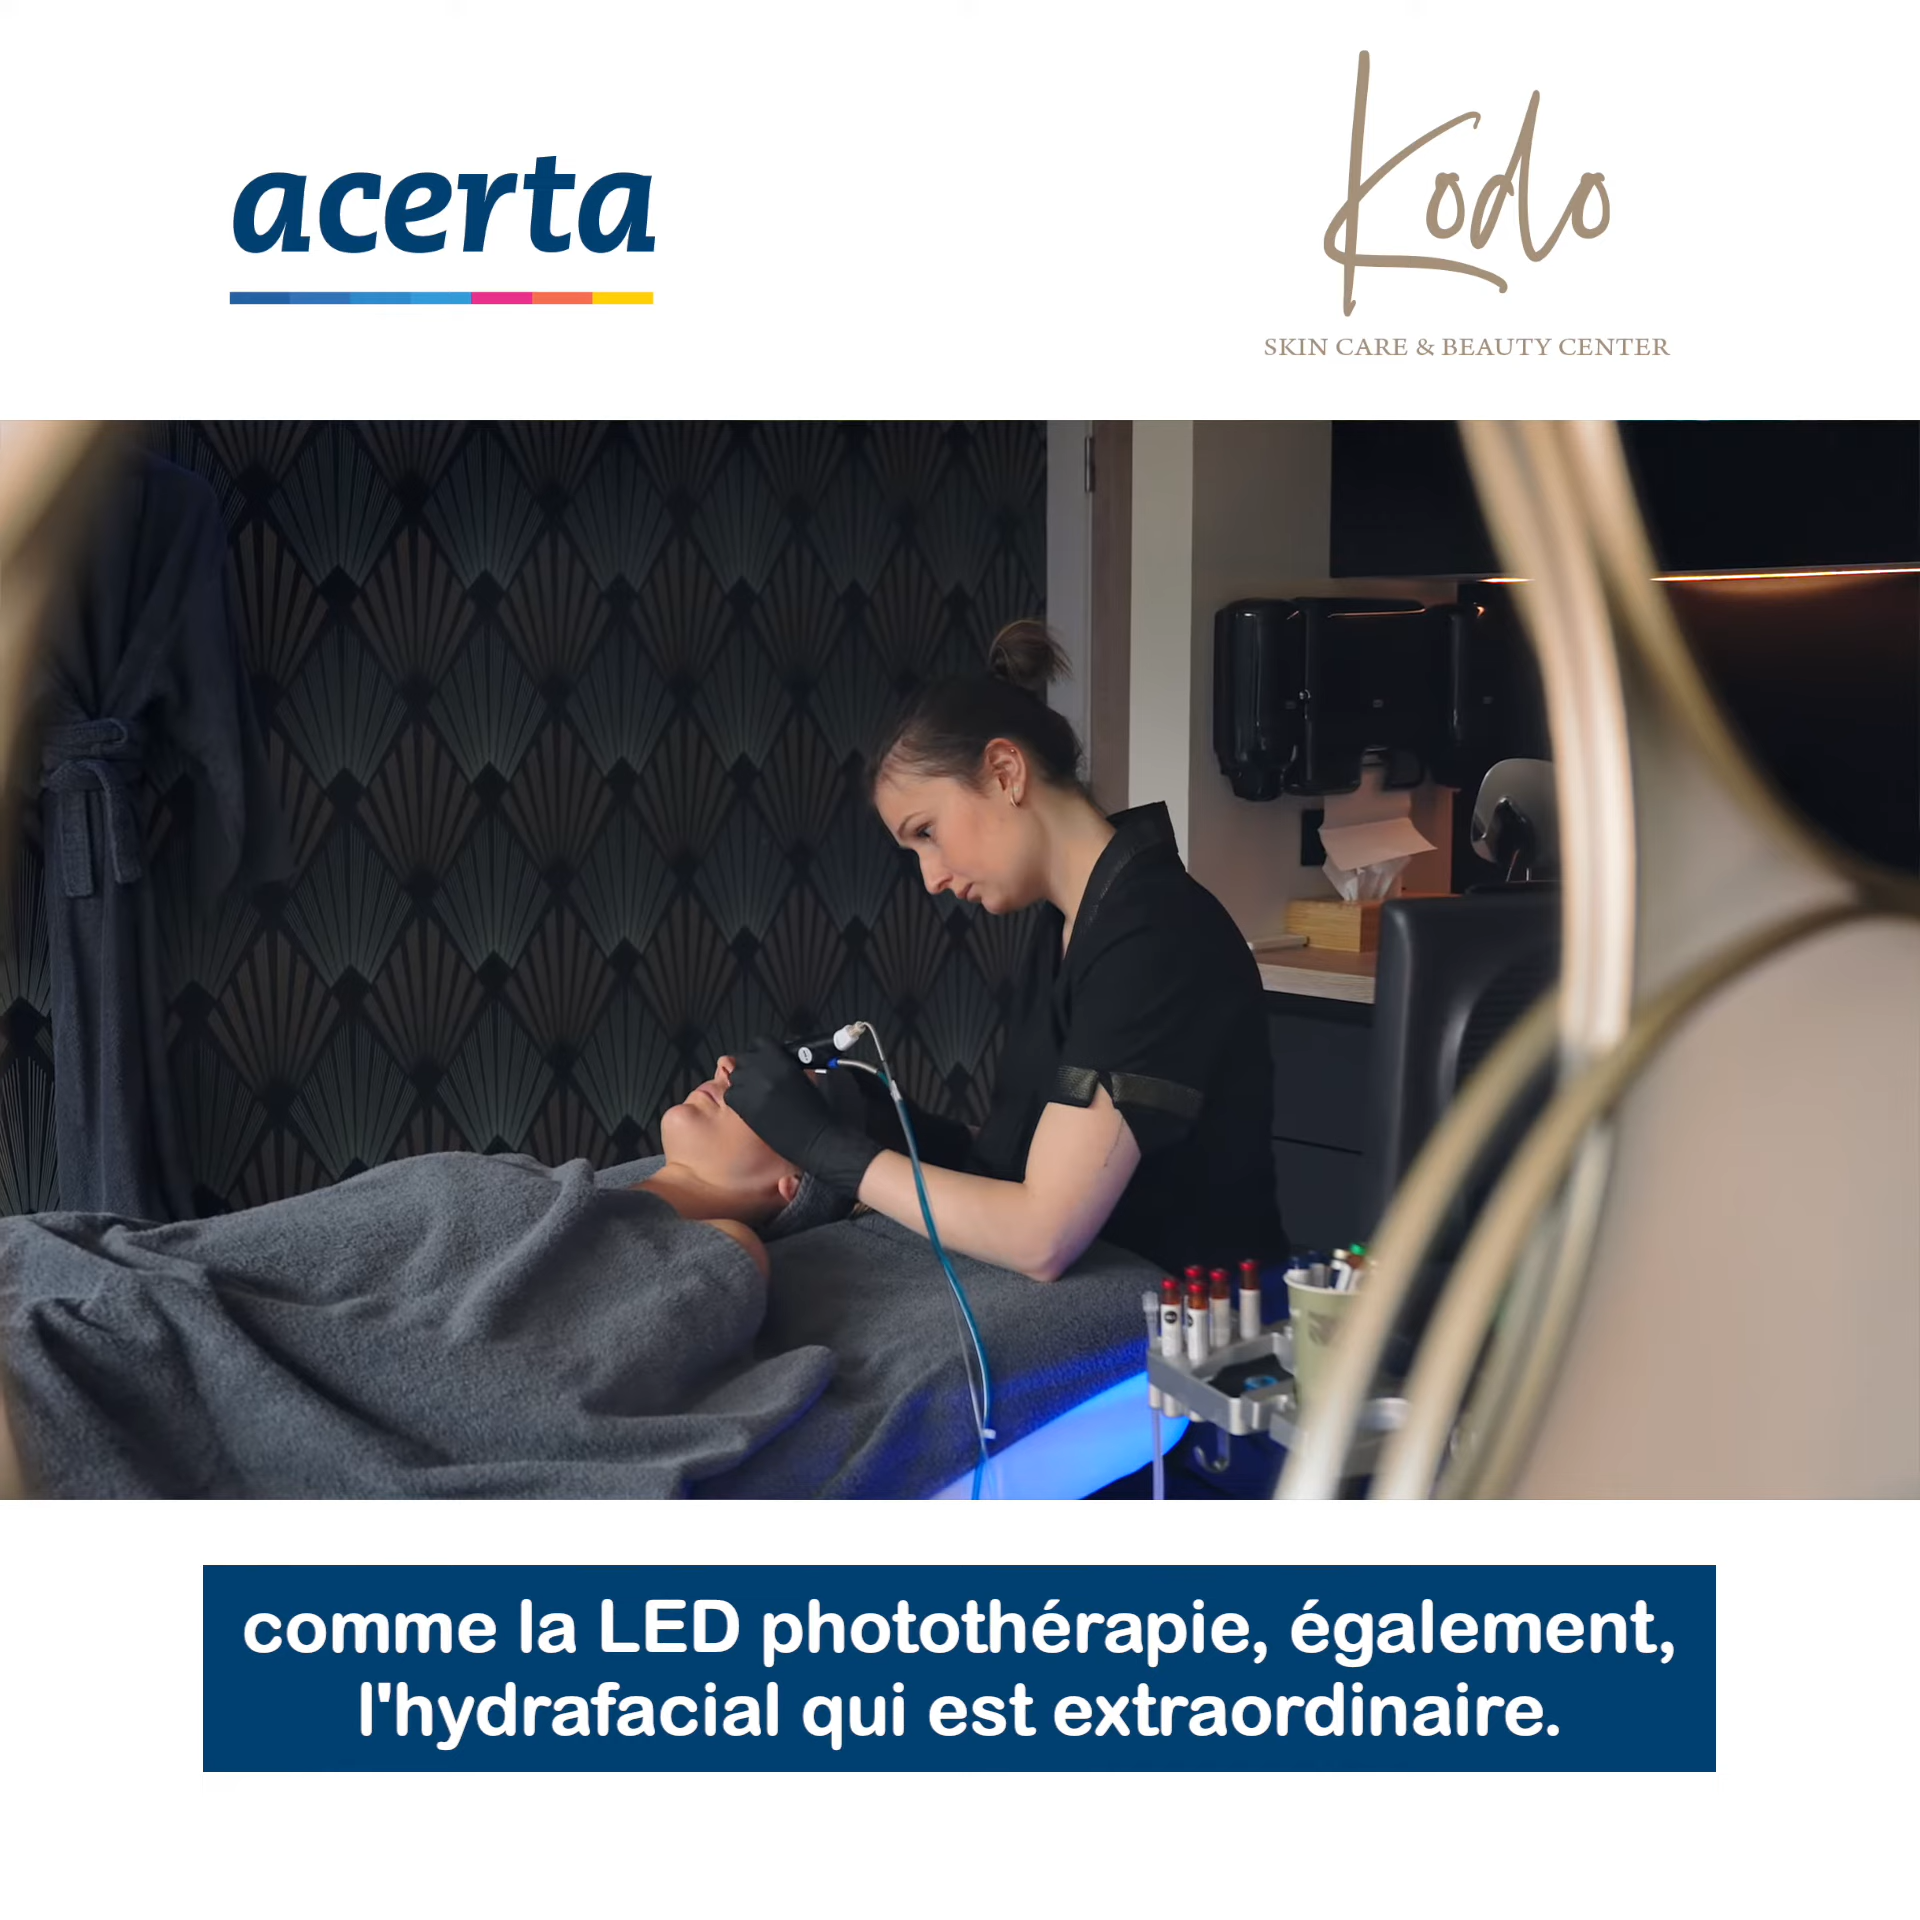 acerta
Kodo
SKIN CARE & BEAUTY CENTER
comme la LED photothérapie, également,
l'hydrafacial qui est extraordinaire.